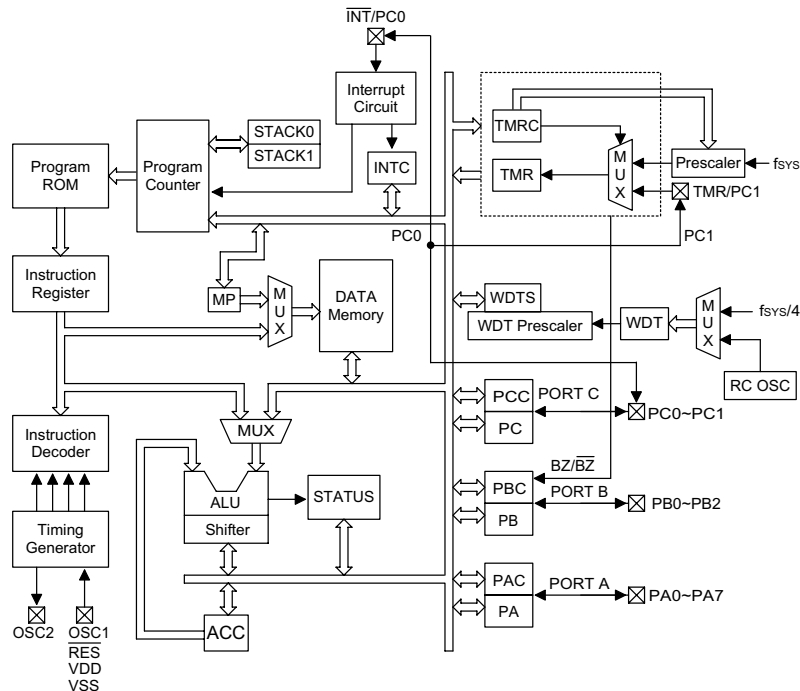 INT/PC0
Interrupt
Circuit
STACK0
STACK1
INTC
Program
ROM
Program
Counter
TMRC
TMR
M
U
X
Prescaler
fSYS
TMR/PC1
PC0
PC1
Instruction
Register
MP
M
U
X
DATA
Memory
WDTS
WDT Prescaler
WDT
M
U
X
fSYS/4
RC OSC
PCC
PC
PORT C
PC0~PC1
MUX
Instruction
Decoder
ALU
Shifter
STATUS
BZ/BZ
PBC
PB
PORT B
PB0~PB2
Timing
Generator
PAC
PA
PORT A
PA0~PA7
ACC
OSC2
OSC1
RES
VDD
VSS